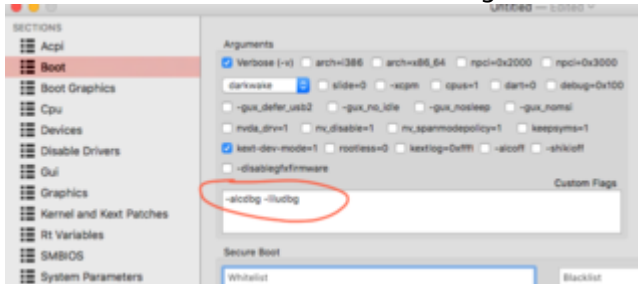 Untitled — Edited
SECTIONS
Acpi
Boot
Boot Graphics
Cpu
Devices
Disable Drivers
Gui
Graphics
Kernel and Kext Patches
Rt Variables
SMBIOS
System Parameters
Arguments
Verbose (-v) arch=i386 arch=x86_64 npci=0x2000 npci=0x3000
darkwake slide=0 -xcpm cpus=1 dart=0 debug=0x100
-gux_defer_usb2 -gux_no_idle -gux_nosleep -gux_nomsi
nvda_drv=1 nv_disable=1 nv_spanmodepolicy=1 keepsyms=1
kext-dev-mode=1 rootless=0 kextlog=0xffff -alcoff -shikioff
-disablegfxfirmware
Custom Flags
-alcdbg -liludbg
Secure Boot
Whitelist
Blacklist